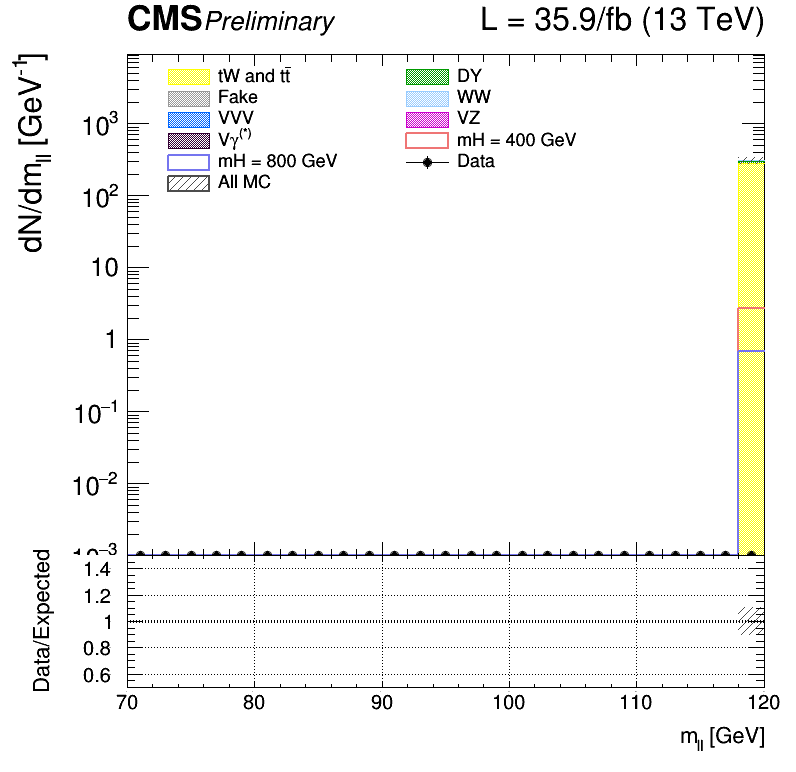 CMS Preliminary L = 35.9/fb (13 TeV)
dN/dm_ll [GeV⁻¹]
tW and tt̄ DY
Fake WW
VVV VZ
Vγ^(*) mH = 400 GeV
mH = 800 GeV Data
All MC
10³
10²
10
1
10⁻¹
10⁻²
10⁻³
Data/Expected
1.4
1.2
1
0.8
0.6
70 80 90 100 110 120
m_ll [GeV]